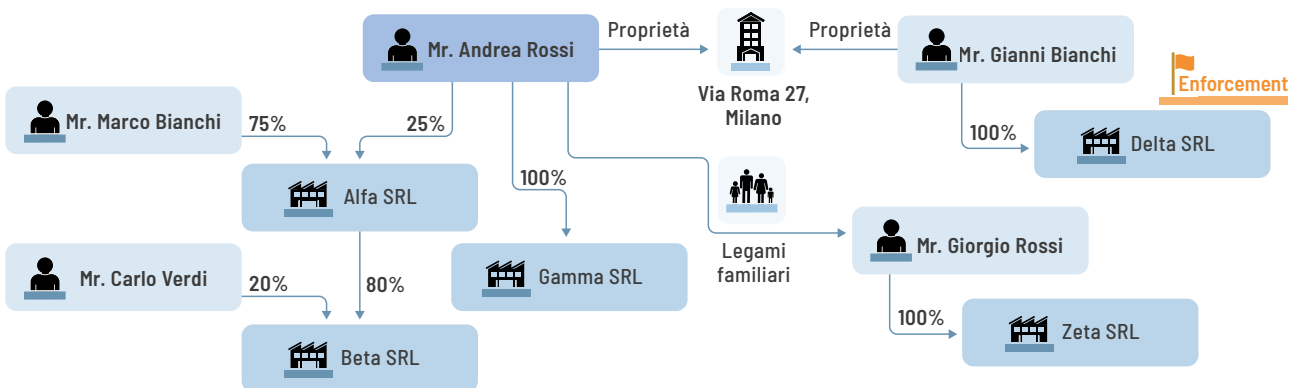 Mr. Andrea Rossi
Proprietà
Proprietà
Mr. Gianni Bianchi
Via Roma 27,
Milano
Enforcement
Mr. Marco Bianchi
75%
25%
100%
Delta SRL
Alfa SRL
100%
Legami
familiari
Mr. Giorgio Rossi
Mr. Carlo Verdi
20%
80%
Gamma SRL
100%
Beta SRL
Zeta SRL